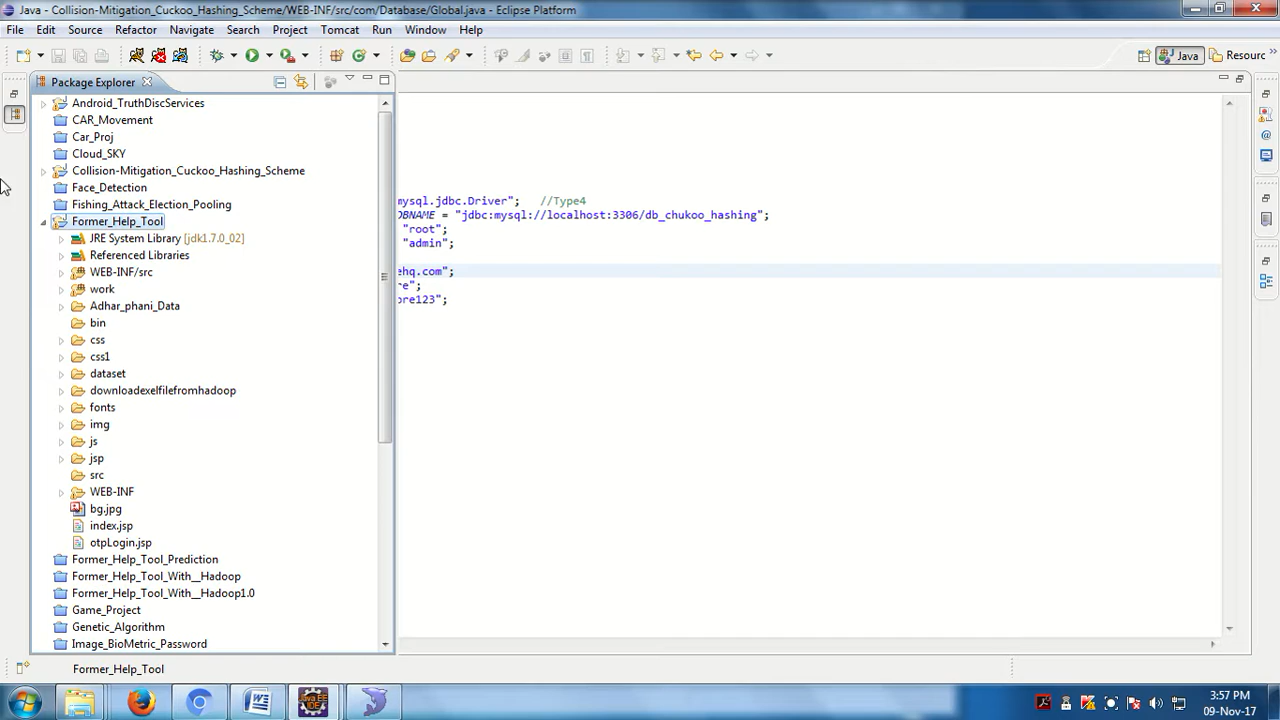 Java - Collision-Mitigation_Cuckoo_Hashing_Scheme/WEB-INF/src/com/Database/Global.java - Eclipse Platform
File Edit Source Refactor Navigate Search Project Tomcat Run Window Help
Java Resourc
Package Explorer
Android_TruthDiscServices
CAR_Movement
Car_Proj
Cloud_SKY
Collision-Mitigation_Cuckoo_Hashing_Scheme
Face_Detection
Fishing_Attack_Election_Pooling
Former_Help_Tool
JRE System Library [jdk1.7.0_02]
Referenced Libraries
WEB-INF/src
work
Adhar_phani_Data
bin
css
css1
dataset
downloadexelfilefromhadoop
fonts
img
js
jsp
src
WEB-INF
bg.jpg
index.jsp
otpLogin.jsp
Former_Help_Tool_Prediction
Former_Help_Tool_With__Hadoop
Former_Help_Tool_With__Hadoop1.0
Game_Project
Genetic_Algorithm
Image_BioMetric_Password
mysql.jdbc.Driver"; //Type4
DBNAME = "jdbc:mysql://localhost:3306/db_chukoo_hashing";
"root";
"admin";
ehq.com";
re";
ore123";
Former_Help_Tool
Java EE
IDE
3:57 PM
09-Nov-17